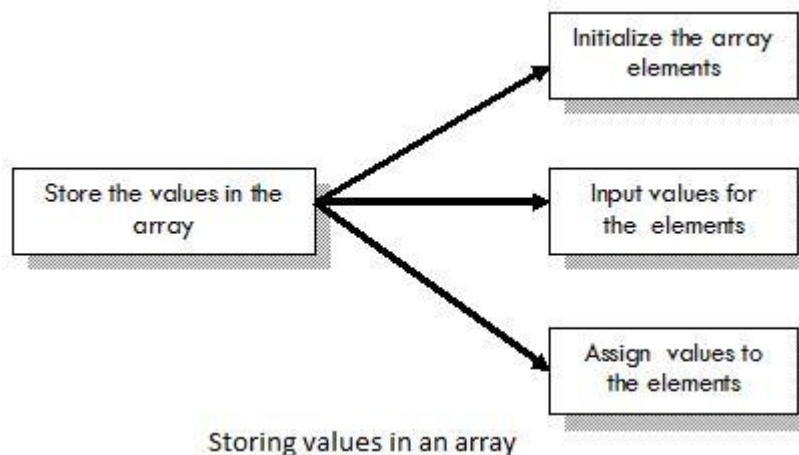 Initialize the array
elements
Store the values in the
array
Input values for
the elements
Assign values to
the elements
Storing values in an array